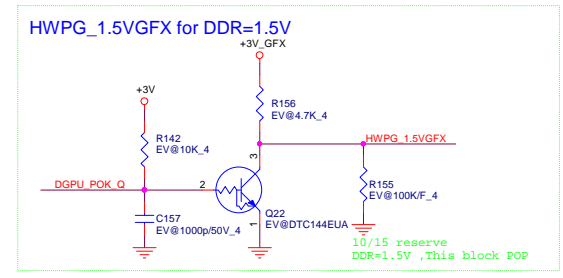 HWPG_1.5VGFX for DDR=1.5V
+3V_GFX
+3V
R156
EV@4.7K_4
R142
EV@10K_4
HWPG_1.5VGFX
3
DGPU_POK_Q
2
R155
EV@100K/F_4
C157
EV@1000p/50V_4
1
Q22
EV@DTC144EUA
10/15 reserve
DDR=1.5V ,This block POP